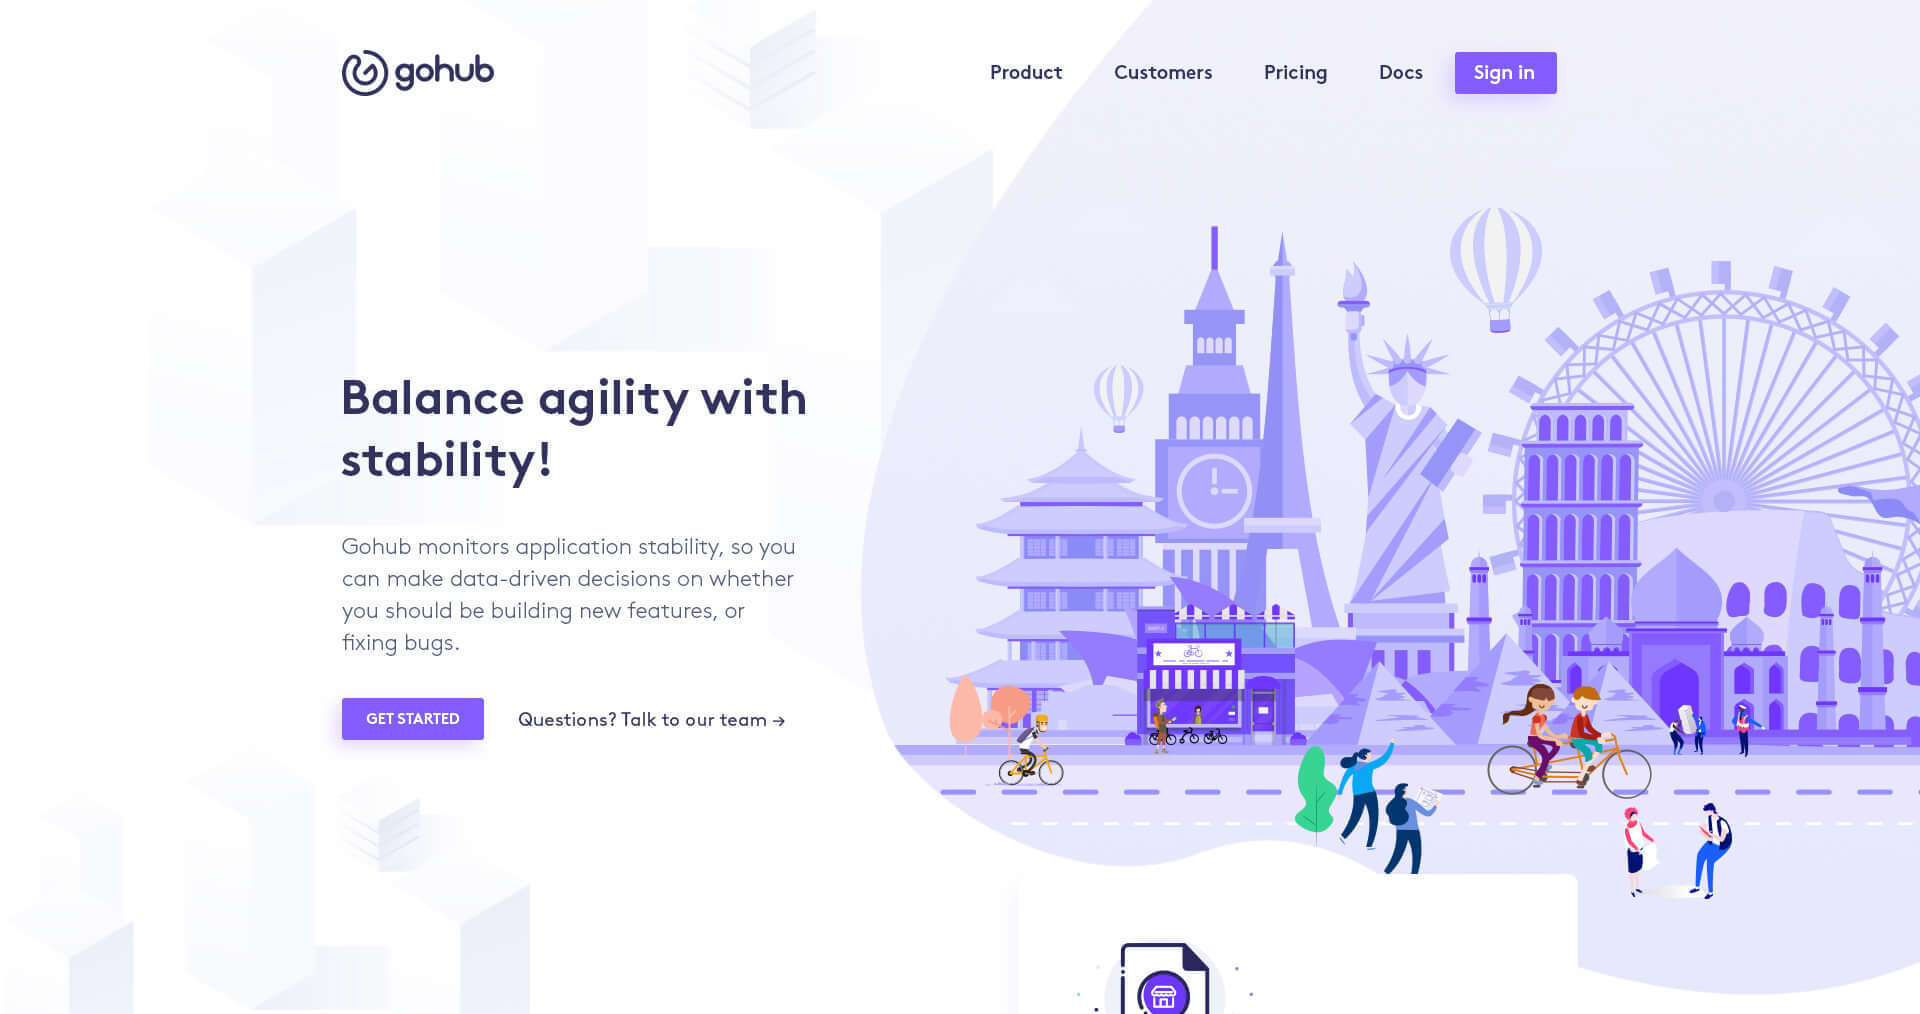 gohub
Product
Customers
Pricing
Docs
Sign in
Balance agility with
stability!
Gohub monitors application stability, so you
can make data-driven decisions on whether
you should be building new features, or
fixing bugs.
GET STARTED
Questions? Talk to our team →